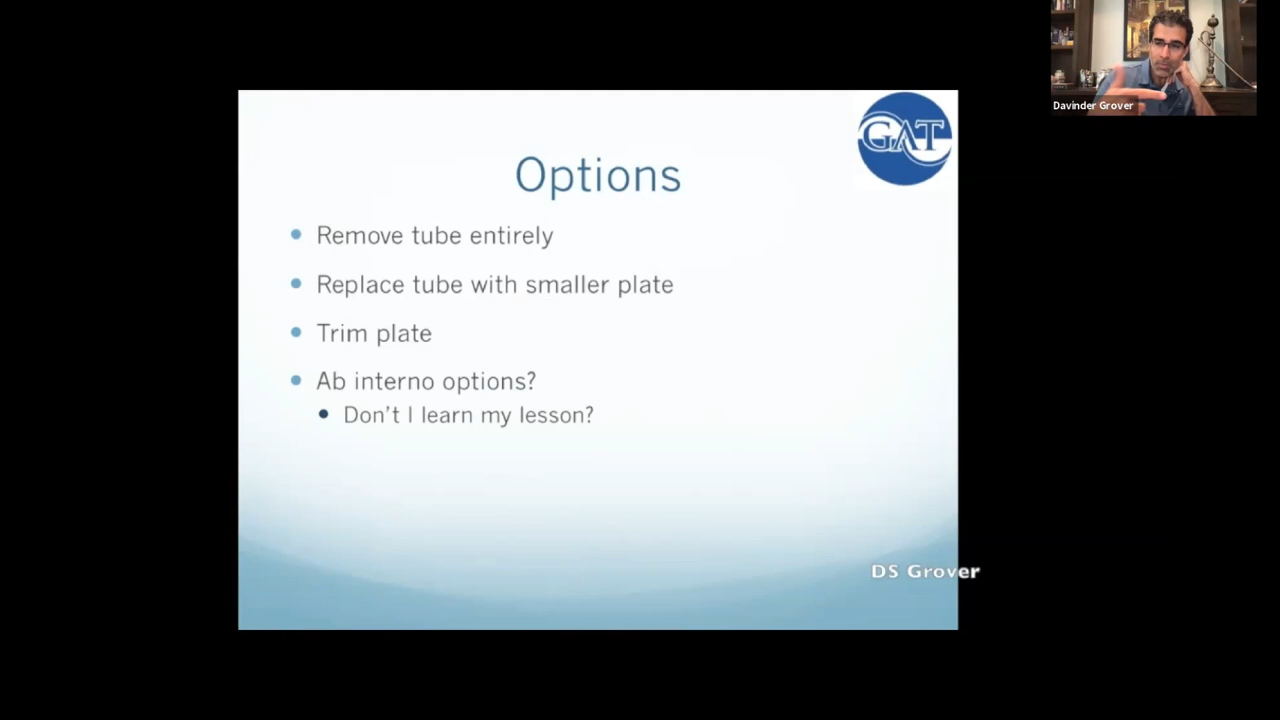 Davinder Grover
GAT
Options
Remove tube entirely
Replace tube with smaller plate
Trim plate
Ab interno options?
Don't I learn my lesson?
DS Grover